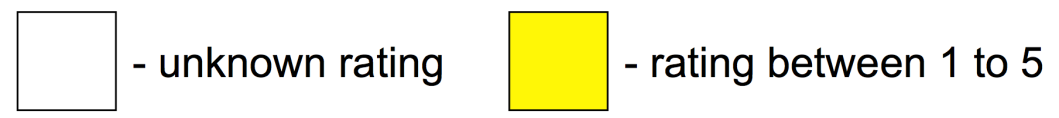 - unknown rating - rating between 1 to 5